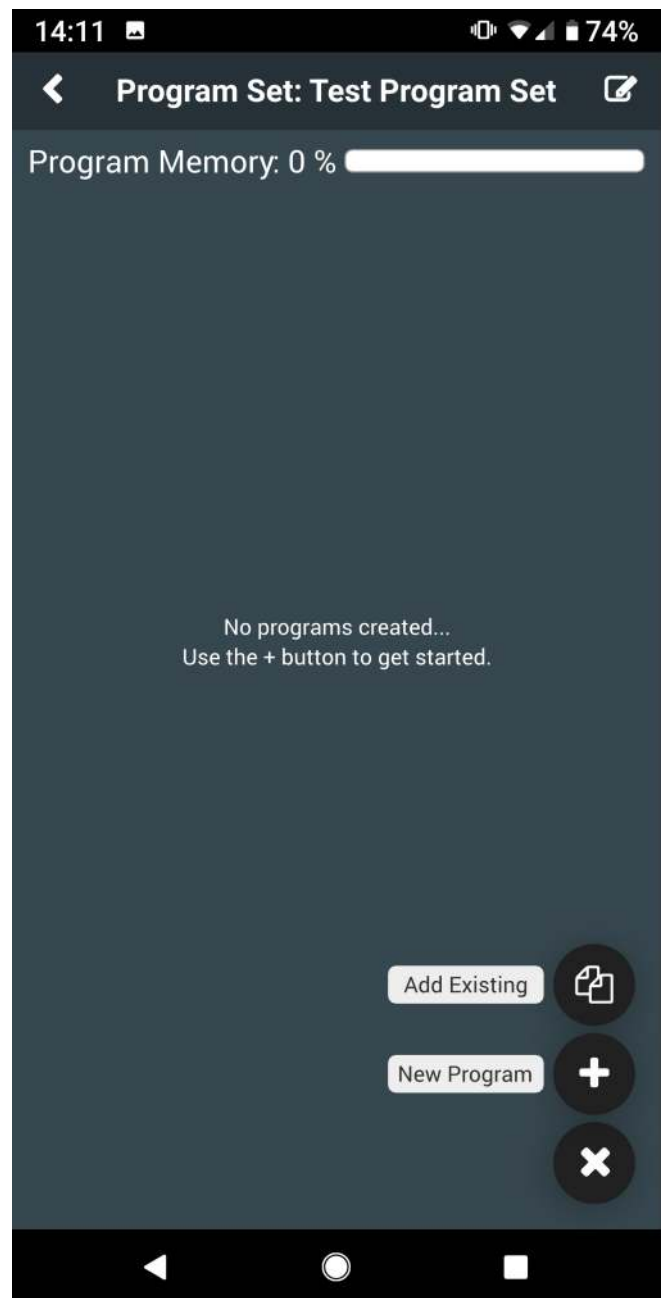 14:11 74%
Program Set: Test Program Set
Program Memory: 0 %
No programs created...
Use the + button to get started.
Add Existing
New Program